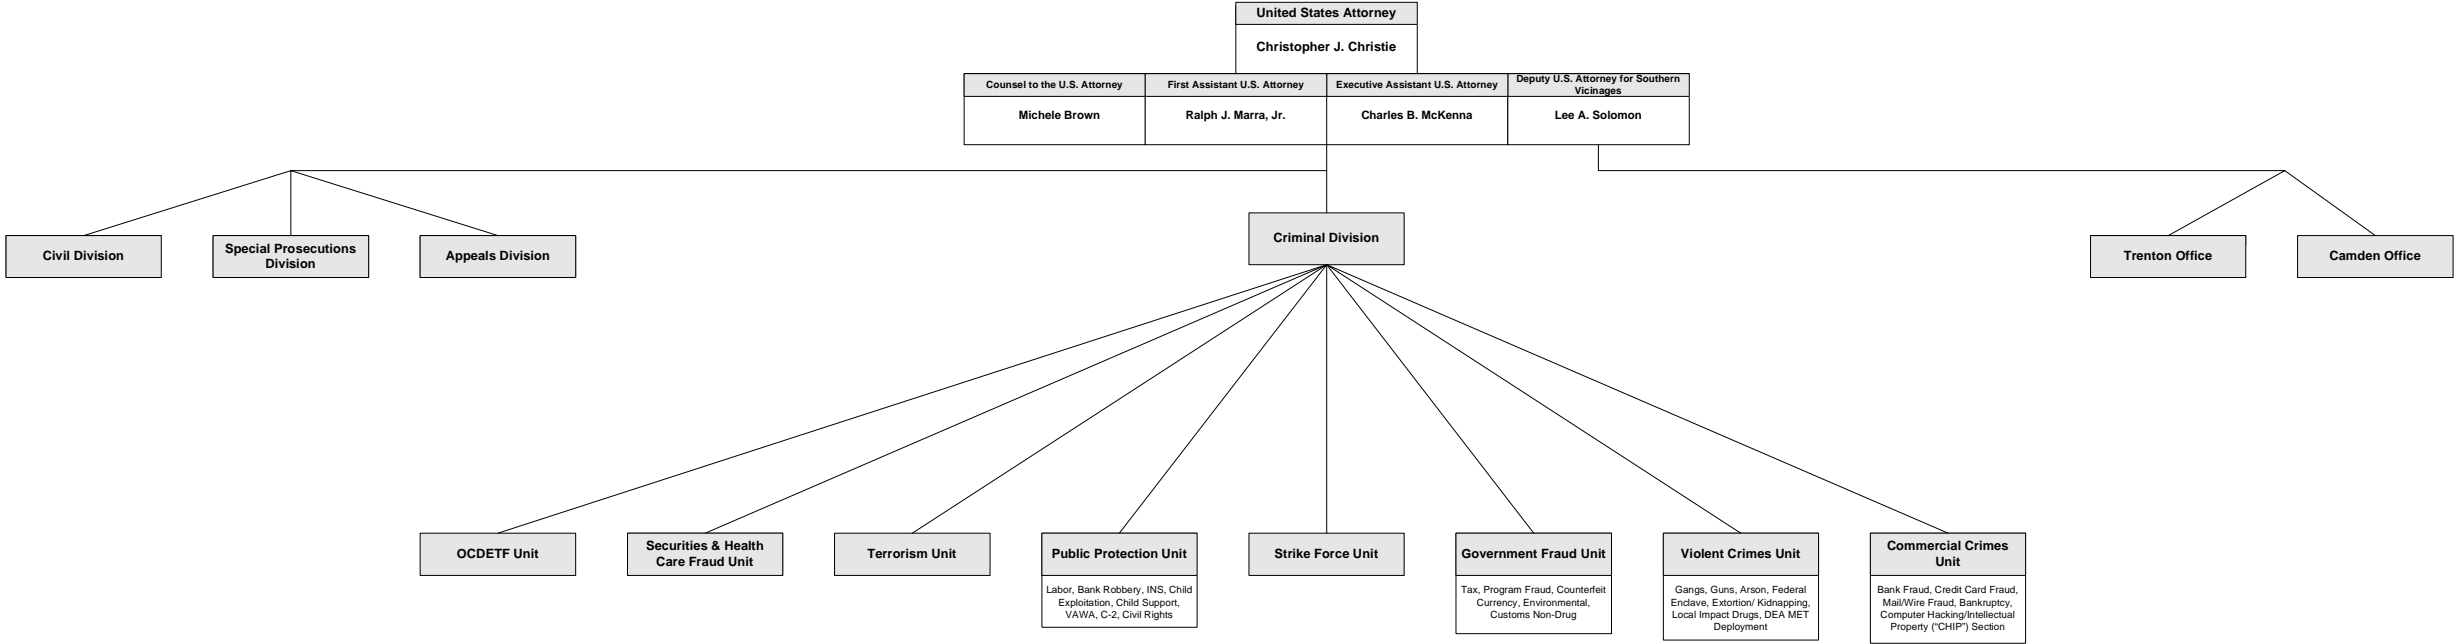 United States Attorney
Christopher J. Christie
Counsel to the U.S. Attorney
Michele Brown
First Assistant U.S. Attorney
Ralph J. Marra, Jr.
Executive Assistant U.S. Attorney
Charles B. McKenna
Deputy U.S. Attorney for Southern
Vicinages
Lee A. Solomon
Civil Division
Special Prosecutions
Division
Appeals Division
Criminal Division
Trenton Office
Camden Office
OCDETF Unit
Securities & Health
Care Fraud Unit
Terrorism Unit
Public Protection Unit
Labor, Bank Robbery, INS, Child
Exploitation, Child Support,
VAWA, C-2, Civil Rights
Strike Force Unit
Government Fraud Unit
Tax, Program Fraud, Counterfeit
Currency, Environmental,
Customs Non-Drug
Violent Crimes Unit
Gangs, Guns, Arson, Federal
Enclave, Extortion/ Kidnapping,
Local Impact Drugs, DEA MET
Deployment
Commercial Crimes
Unit
Bank Fraud, Credit Card Fraud,
Mail/Wire Fraud, Bankruptcy,
Computer Hacking/Intellectual
Property (“CHIP”) Section